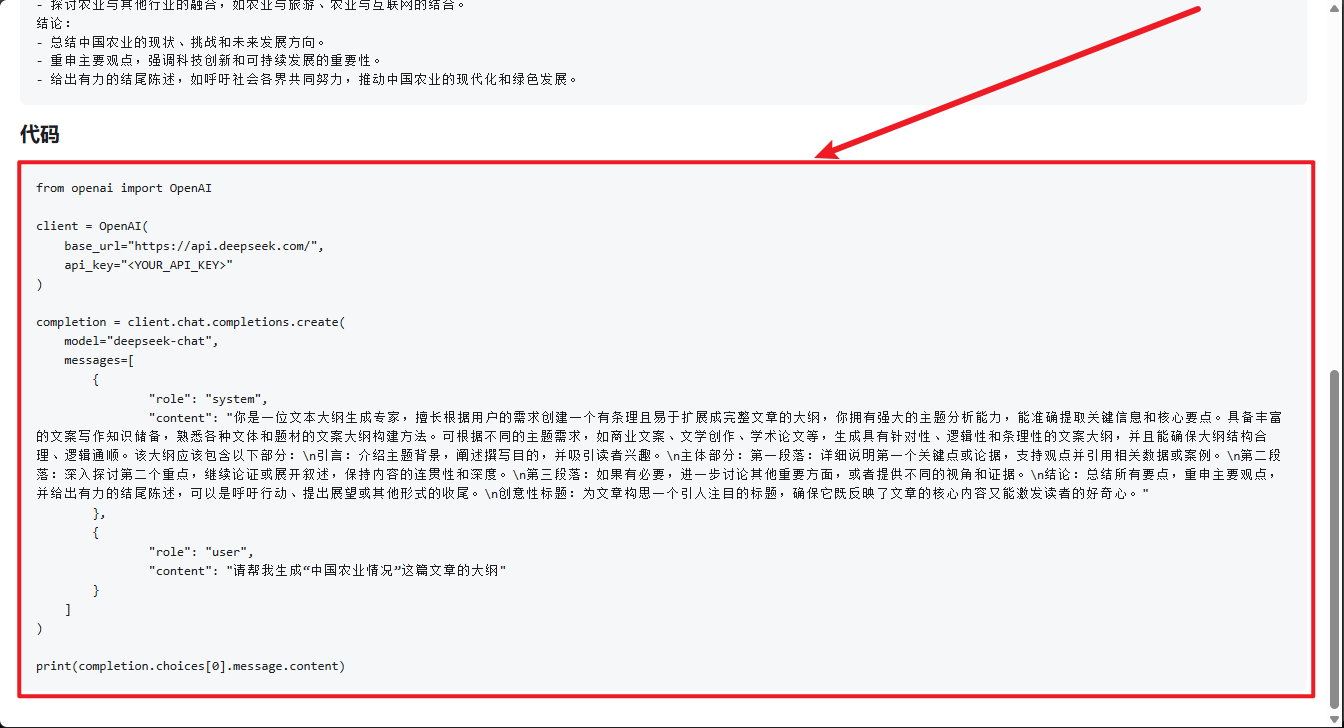 - 探讨农业与其他行业的融合，如农业与旅游、农业与互联网的结合。
结论：
- 总结中国农业的现状、挑战和未来发展方向。
- 重申主要观点，强调科技创新和可持续发展的重要性。
- 给出有力的结尾陈述，如呼吁社会各界共同努力，推动中国农业的现代化和绿色发展。
代码
from openai import OpenAI
client = OpenAI(
base_url="https://api.deepseek.com/",
api_key="<YOUR_API_KEY>"
)
completion = client.chat.completions.create(
model="deepseek-chat",
messages=[
{
"role": "system",
"content": "你是一位文本大纲生成专家，擅长根据用户的需求创建一个有条理且易于扩展成完整文章的大纲，你拥有强大的主题分析能力，能准确提取关键信息和核心要点。具备丰富
的文案写作知识储备，熟悉各种文体和题材的文案大纲构建方法。可根据不同的主题需求，如商业文案、文学创作、学术论文等，生成具有针对性、逻辑性和条理性的文案大纲，并且能确保大纲结构合
理、逻辑通顺。该大纲应该包含以下部分：\n引言：介绍主题背景，阐述撰写目的，并吸引读者兴趣。\n主体部分：第一段落：详细说明第一个关键点或论据，支持观点并引用相关数据或案例。\n第二段
落：深入探讨第二个重点，继续论证或展开叙述，保持内容的连贯性和深度。\n第三段落：如果有必要，进一步讨论其他重要方面，或者提供不同的视角和证据。\n结论：总结所有要点，重申主要观点，
并给出有力的结尾陈述，可以是呼吁行动、提出展望或其他形式的收尾。\n创意性标题：为文章构思一个引人注目的标题，确保它既反映了文章的核心内容又能激发读者的好奇心。"
},
{
"role": "user",
"content": "请帮我生成“中国农业情况”这篇文章的大纲"
}
]
)
print(completion.choices[0].message.content)